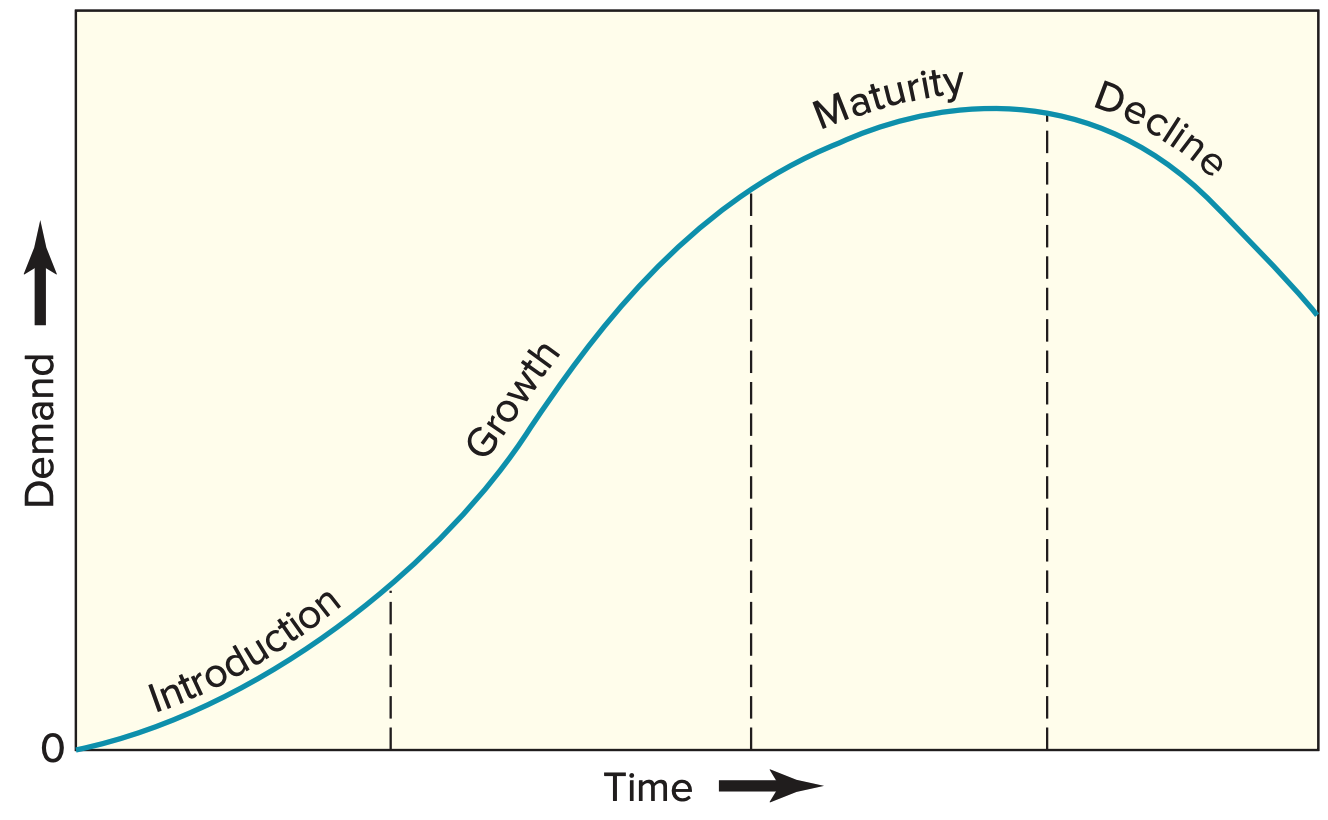 Maturity
Decline
Growth
Introduction
Demand
0
Time